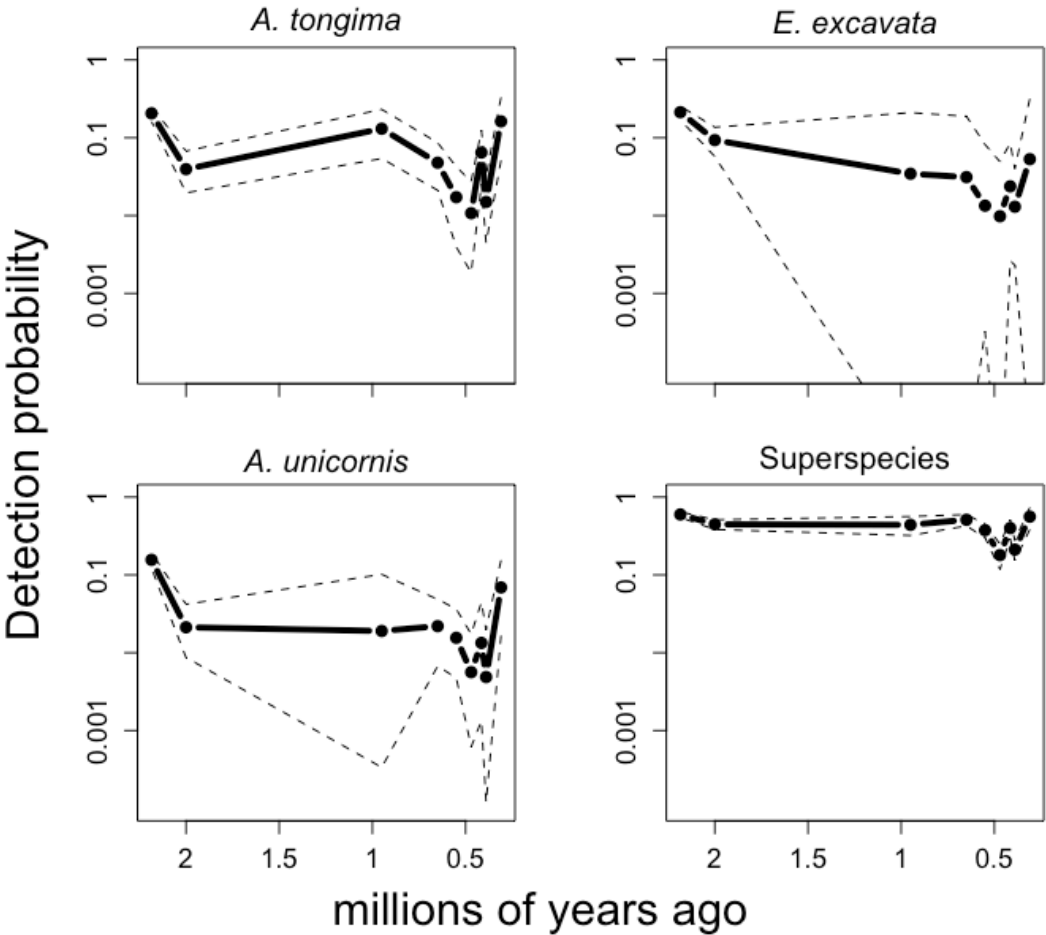 A. tongima
E. excavata
1
0.1
0.001
1
0.1
0.001
Detection probability
A. unicornis
Superspecies
1
0.1
0.001
1
0.1
0.001
2 1.5 1 0.5
2 1.5 1 0.5
millions of years ago